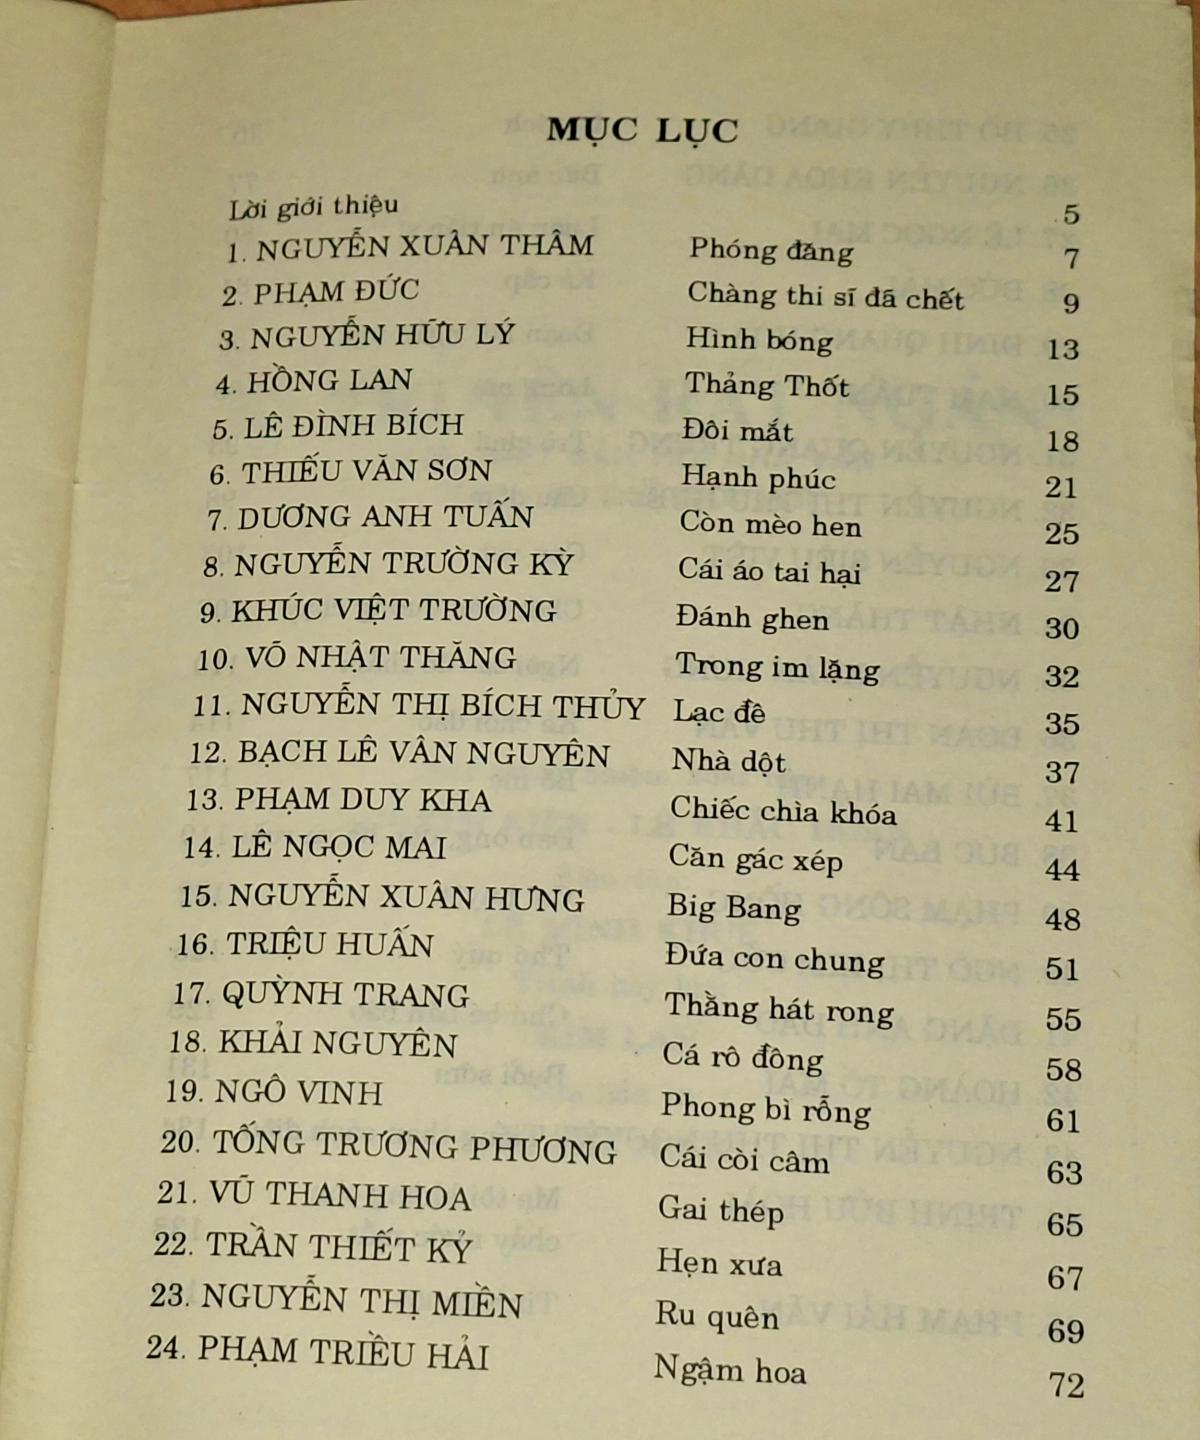 MỤC LỤC
Lời giới thiệu 5
1. NGUYỄN XUÂN THÂM Phóng đăng 7
2. PHẠM ĐỨC Chàng thi sĩ đã chết 9
3. NGUYỄN HỮU LÝ Hình bóng 13
4. HỒNG LAN Thảng Thốt 15
5. LÊ ĐÌNH BÍCH Đôi mắt 18
6. THIẾU VĂN SƠN Hạnh phúc 21
7. DƯƠNG ANH TUẤN Còn mèo hen 25
8. NGUYỄN TRƯỜNG KỲ Cái áo tai hại 27
9. KHÚC VIỆT TRƯỜNG Đánh ghen 30
10. VÕ NHẬT THĂNG Trong im lặng 32
11. NGUYỄN THỊ BÍCH THỦY Lạc đề 35
12. BẠCH LÊ VÂN NGUYÊN Nhà dột 37
13. PHẠM DUY KHA Chiếc chìa khóa 41
14. LÊ NGỌC MAI Căn gác xép 44
15. NGUYỄN XUÂN HƯNG Big Bang 48
16. TRIỆU HUẤN Đứa con chung 51
17. QUỲNH TRANG Thằng hát rong 55
18. KHẢI NGUYÊN Cá rô đồng 58
19. NGÔ VINH Phong bì rỗng 61
20. TỐNG TRƯƠNG PHƯƠNG Cái còi câm 63
21. VŨ THANH HOA Gai thép 65
22. TRẦN THIẾT KỶ Hẹn xưa 67
23. NGUYỄN THỊ MIỀN Ru quên 69
24. PHẠM TRIỀU HẢI Ngậm hoa 72